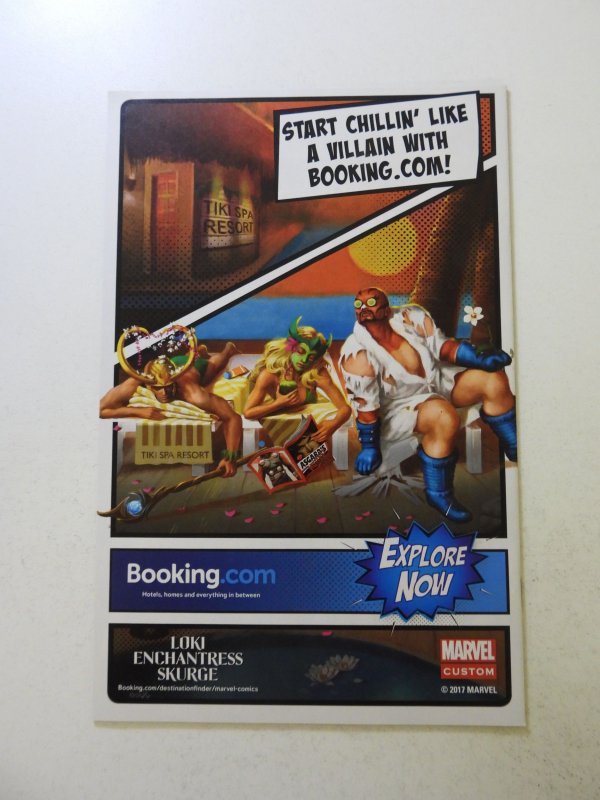 START CHILLIN' LIKE
A VILLAIN WITH
BOOKING.COM!
TIKI SPA
RESORT
TIKI SPA RESORT
ASGARD'S
Booking.com
Hotels, homes and everything in between
EXPLORE
NOW
LOKI
ENCHANTRESS
SKURGE
Booking.com/destinationfinder/marvel-comics
MARVEL
CUSTOM
© 2017 MARVEL